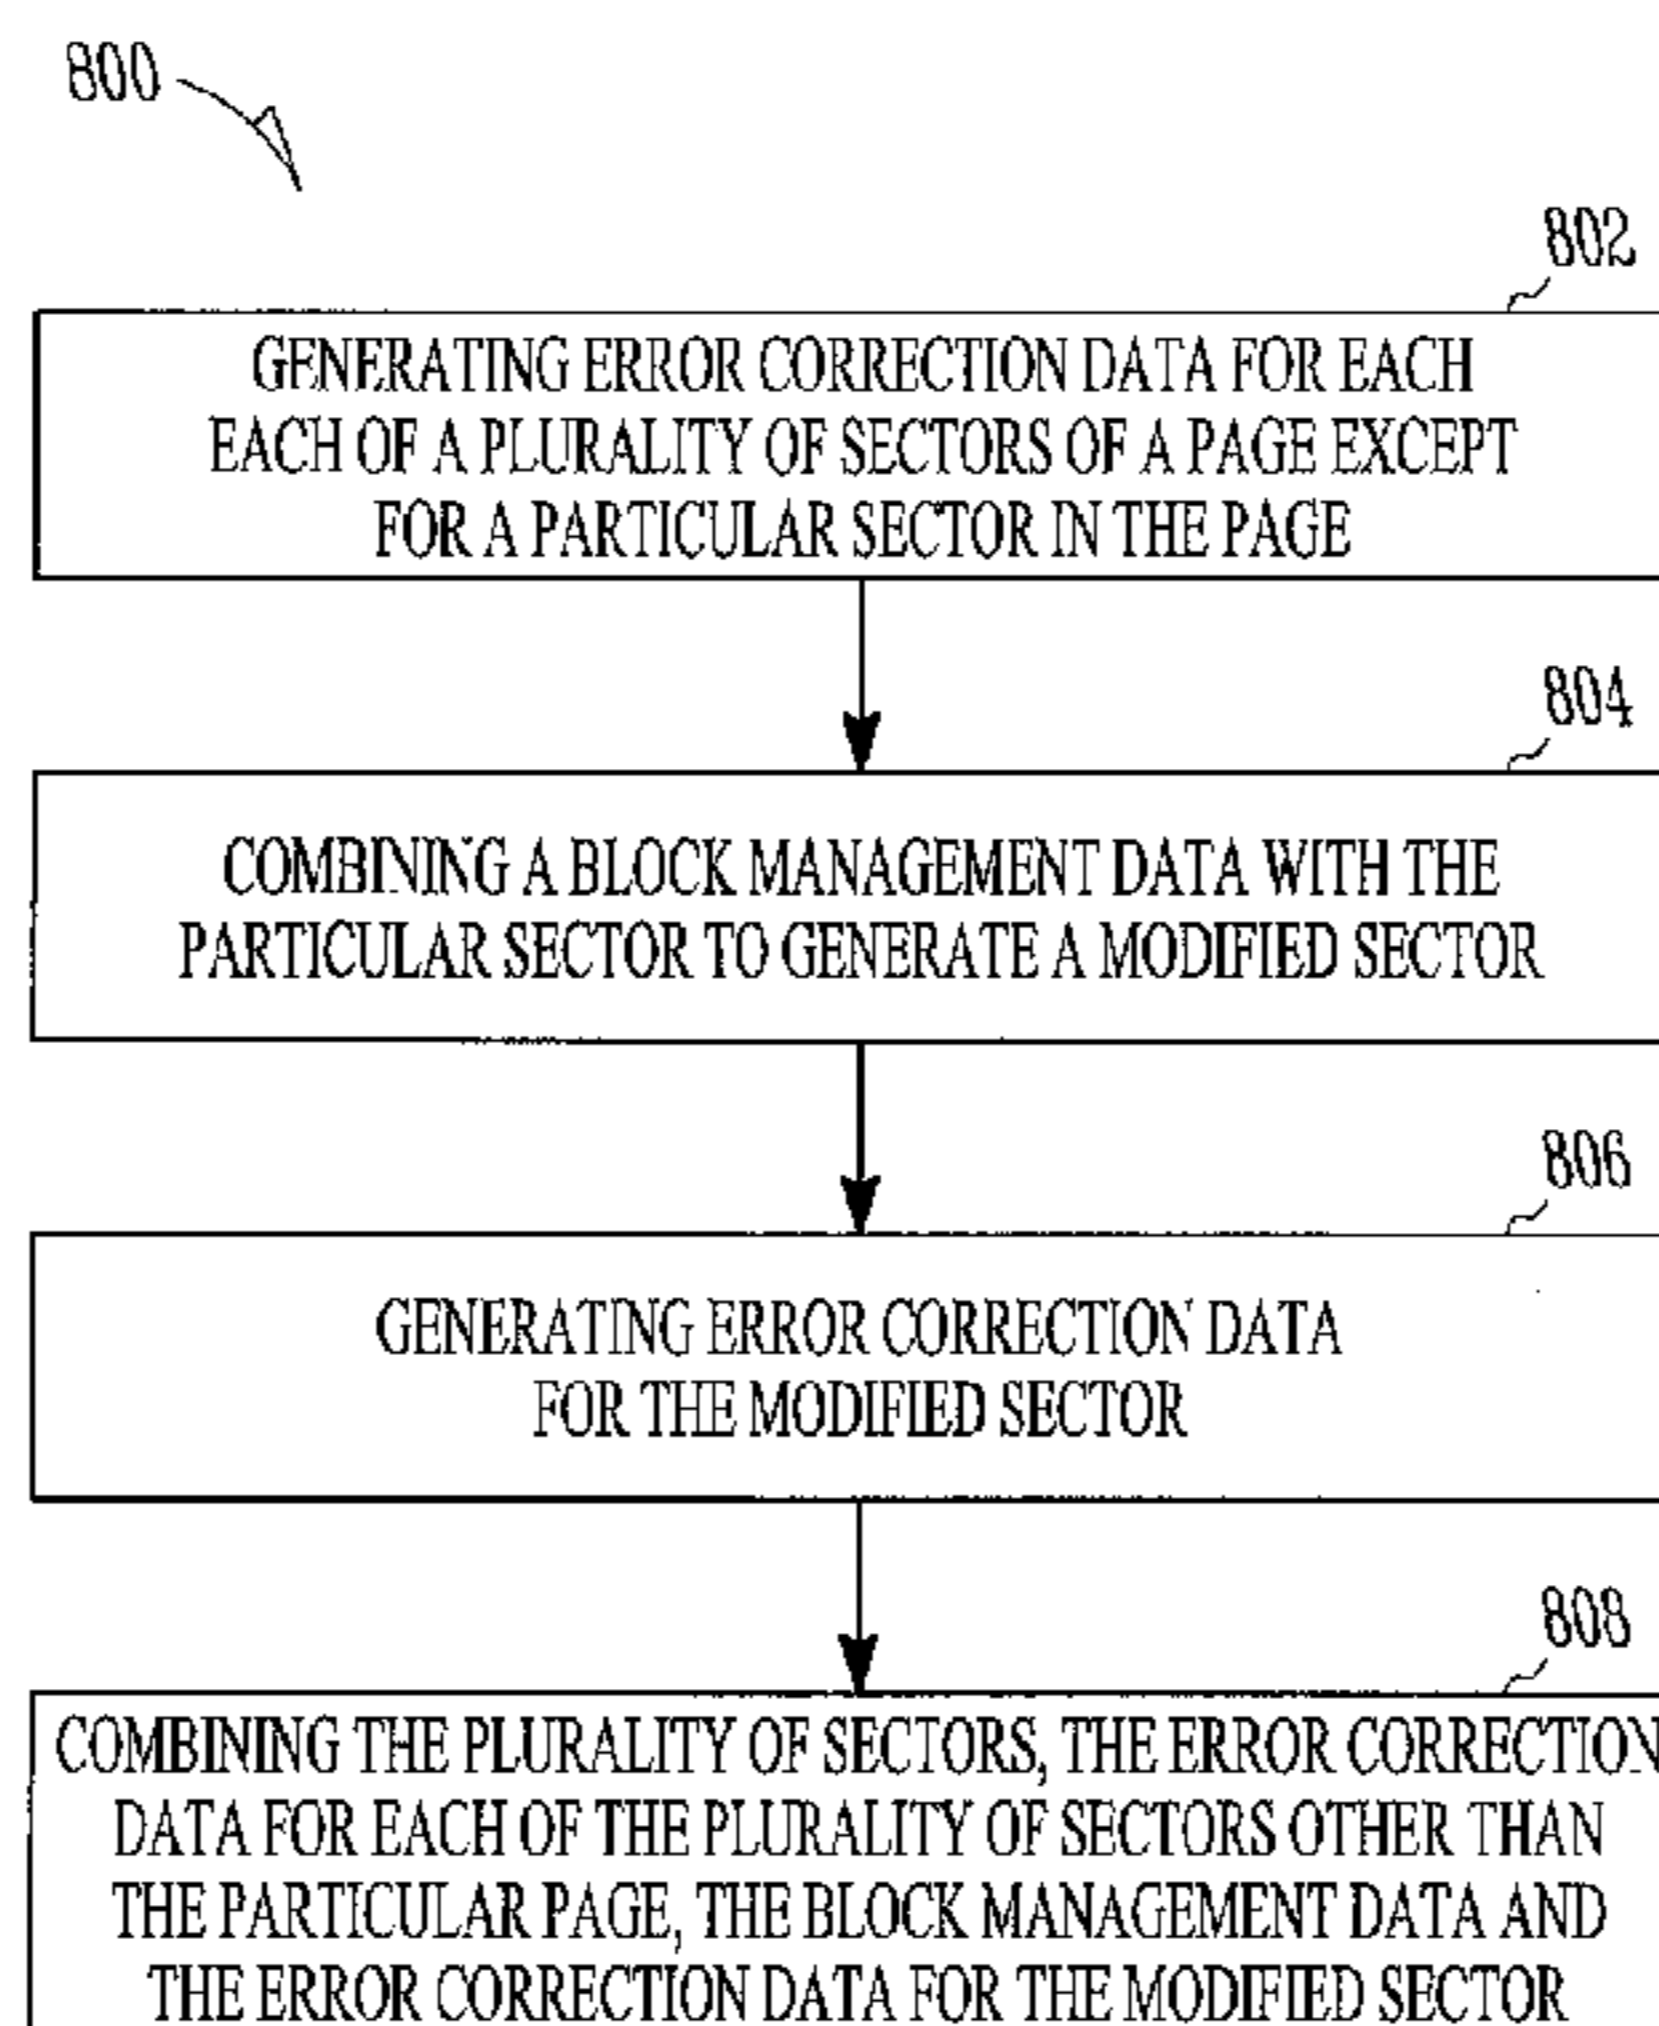 800
802
GENERATING ERROR CORRECTION DATA FOR EACH
EACH OF A PLURALITY OF SECTORS OF A PAGE EXCEPT
FOR A PARTICULAR SECTOR IN THE PAGE
804
COMBINING A BLOCK MANAGEMENT DATA WITH THE
PARTICULAR SECTOR TO GENERATE A MODIFIED SECTOR
806
GENERATING ERROR CORRECTION DATA
FOR THE MODIFIED SECTOR
808
COMBINING THE PLURALITY OF SECTORS, THE ERROR CORRECTION
DATA FOR EACH OF THE PLURALITY OF SECTORS OTHER THAN
THE PARTICULAR PAGE, THE BLOCK MANAGEMENT DATA AND
THE ERROR CORRECTION DATA FOR THE MODIFIED SECTOR